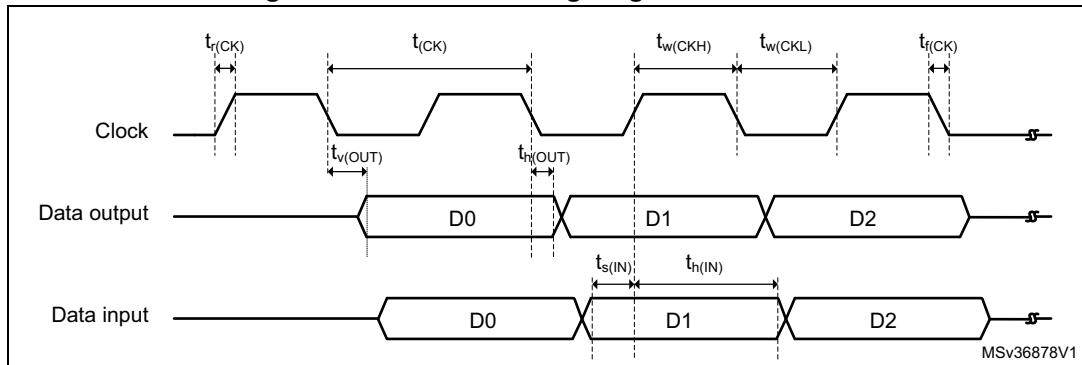 t_r(CK) t_(CK) t_w(CKH) t_w(CKL) t_f(CK)
Clock
t_v(OUT) t_h(OUT)
Data output D0 D1 D2
t_s(IN) t_h(IN)
Data input D0 D1 D2
MSv36878V1